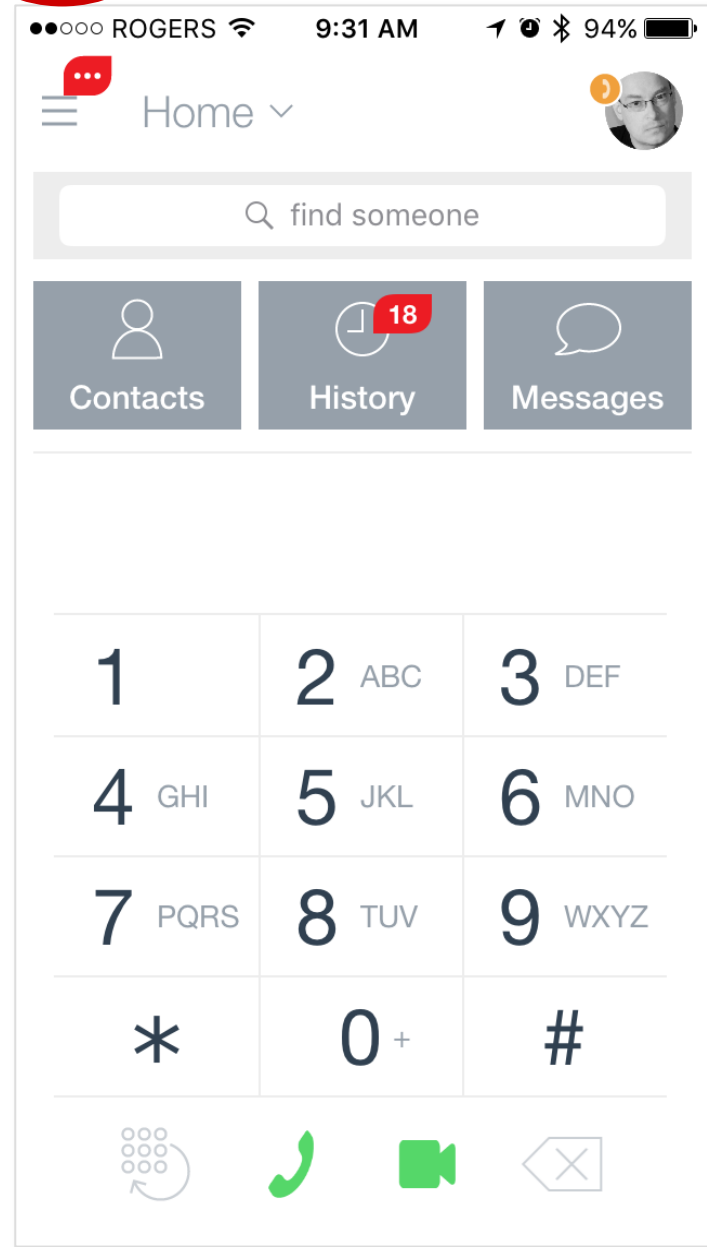 ROGERS 9:31 AM 94%
Home
find someone
18
Contacts History Messages
1 2 ABC 3 DEF
4 GHI 5 JKL 6 MNO
7 PQRS 8 TUV 9 WXYZ
* 0 + #